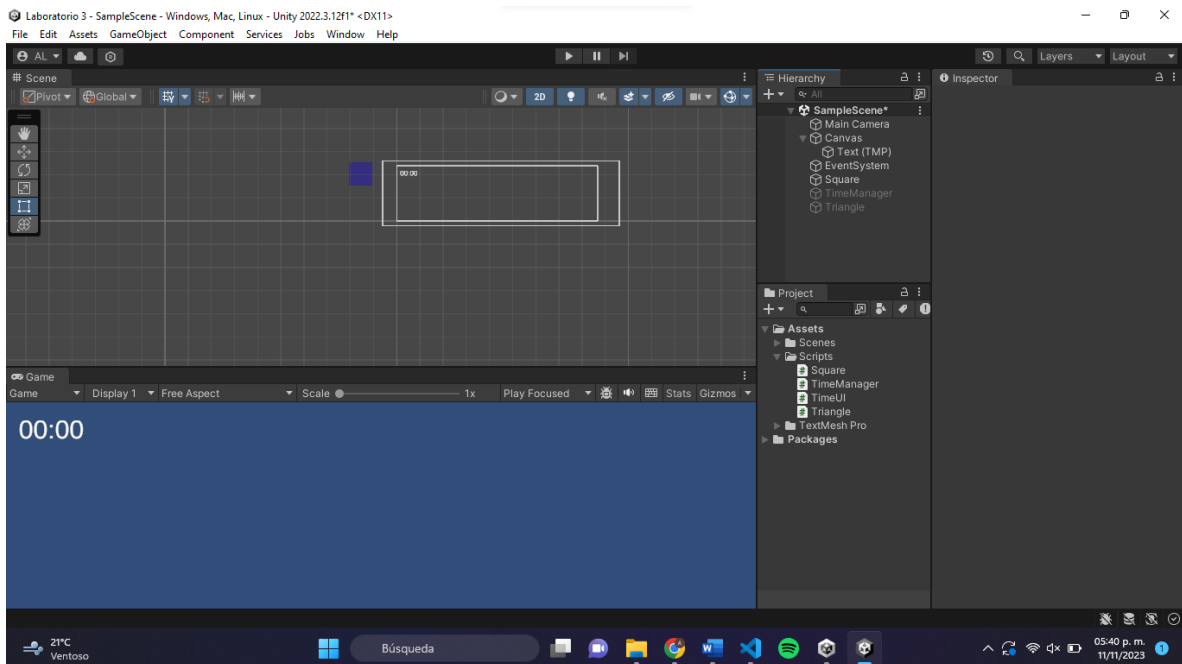 Laboratorio 3 - SampleScene - Windows, Mac, Linux - Unity 2022.3.12f1* <DX11>
File Edit Assets GameObject Component Services Jobs Window Help
AL
Layers
Layout
Scene
Pivot
Global
2D
00:00
Hierarchy
All
SampleScene*
Main Camera
Canvas
Text (TMP)
EventSystem
Square
TimeManager
Triangle
Inspector
Project
Assets
Scenes
Scripts
Square
TimeManager
TimeUI
Triangle
TextMesh Pro
Packages
Game
Game Display 1 Free Aspect Scale 1x Play Focused Stats Gizmos
00:00
21°C
Ventoso
Búsqueda
05:40 p. m.
11/11/2023
1